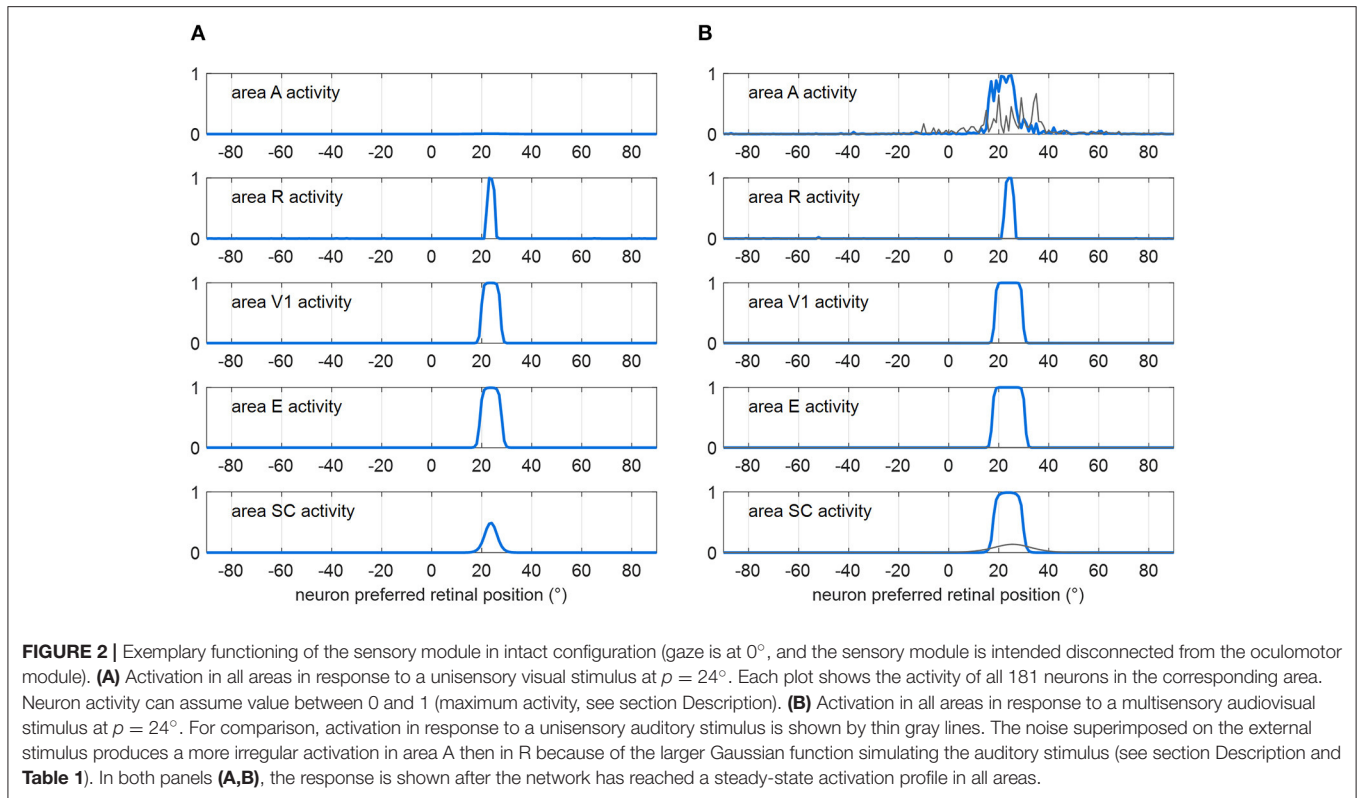 A
1
area A activity
0
-80 -60 -40 -20 0 20 40 60 80
1
area R activity
0
-80 -60 -40 -20 0 20 40 60 80
1
area V1 activity
0
-80 -60 -40 -20 0 20 40 60 80
1
area E activity
0
-80 -60 -40 -20 0 20 40 60 80
1
area SC activity
0
-80 -60 -40 -20 0 20 40 60 80
neuron preferred retinal position (°)
B
1
area A activity
0
-80 -60 -40 -20 0 20 40 60 80
1
area R activity
0
-80 -60 -40 -20 0 20 40 60 80
1
area V1 activity
0
-80 -60 -40 -20 0 20 40 60 80
1
area E activity
0
-80 -60 -40 -20 0 20 40 60 80
1
area SC activity
0
-80 -60 -40 -20 0 20 40 60 80
neuron preferred retinal position (°)
FIGURE 2 | Exemplary functioning of the sensory module in intact configuration (gaze is at 0°, and the sensory module is intended disconnected from the oculomotor
module). (A) Activation in all areas in response to a unisensory visual stimulus at p = 24°. Each plot shows the activity of all 181 neurons in the corresponding area.
Neuron activity can assume value between 0 and 1 (maximum activity, see section Description). (B) Activation in all areas in response to a multisensory audiovisual
stimulus at p = 24°. For comparison, activation in response to a unisensory auditory stimulus is shown by thin gray lines. The noise superimposed on the external
stimulus produces a more irregular activation in area A then in R because of the larger Gaussian function simulating the auditory stimulus (see section Description and
Table 1). In both panels (A,B), the response is shown after the network has reached a steady-state activation profile in all areas.